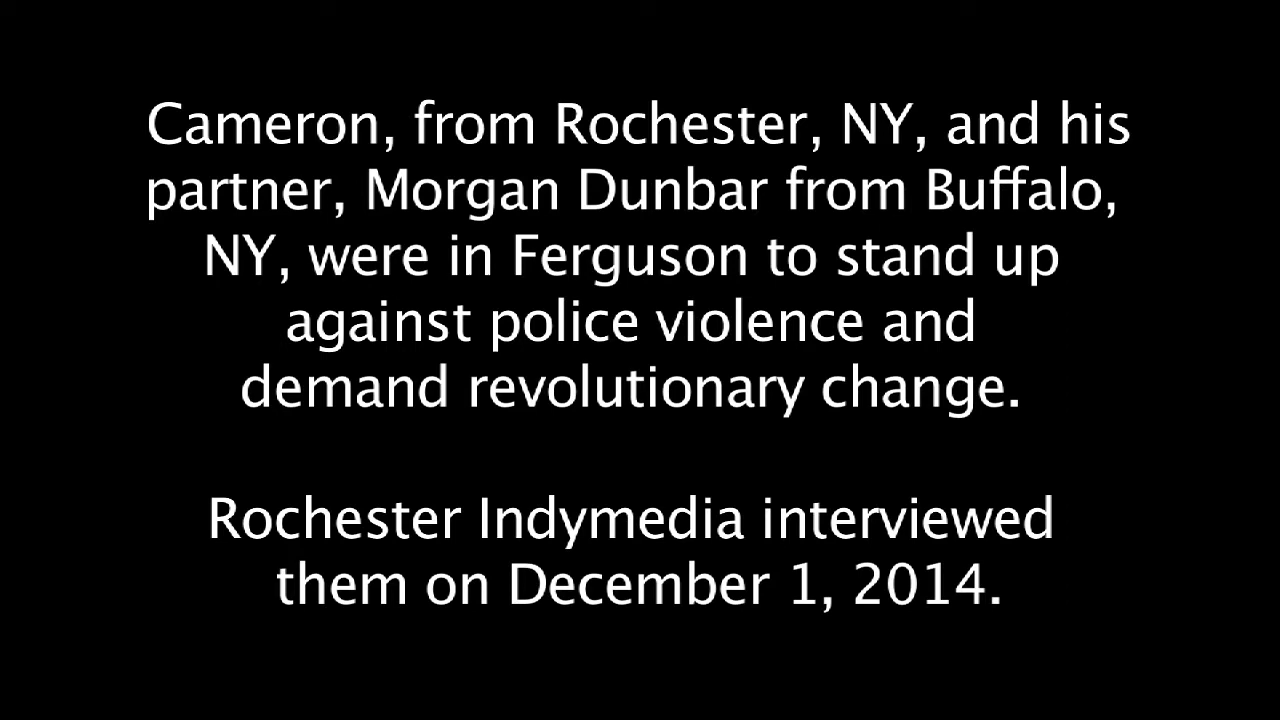 Cameron, from Rochester, NY, and his
partner, Morgan Dunbar from Buffalo,
NY, were in Ferguson to stand up
against police violence and
demand revolutionary change.
Rochester Indymedia interviewed
them on December 1, 2014.